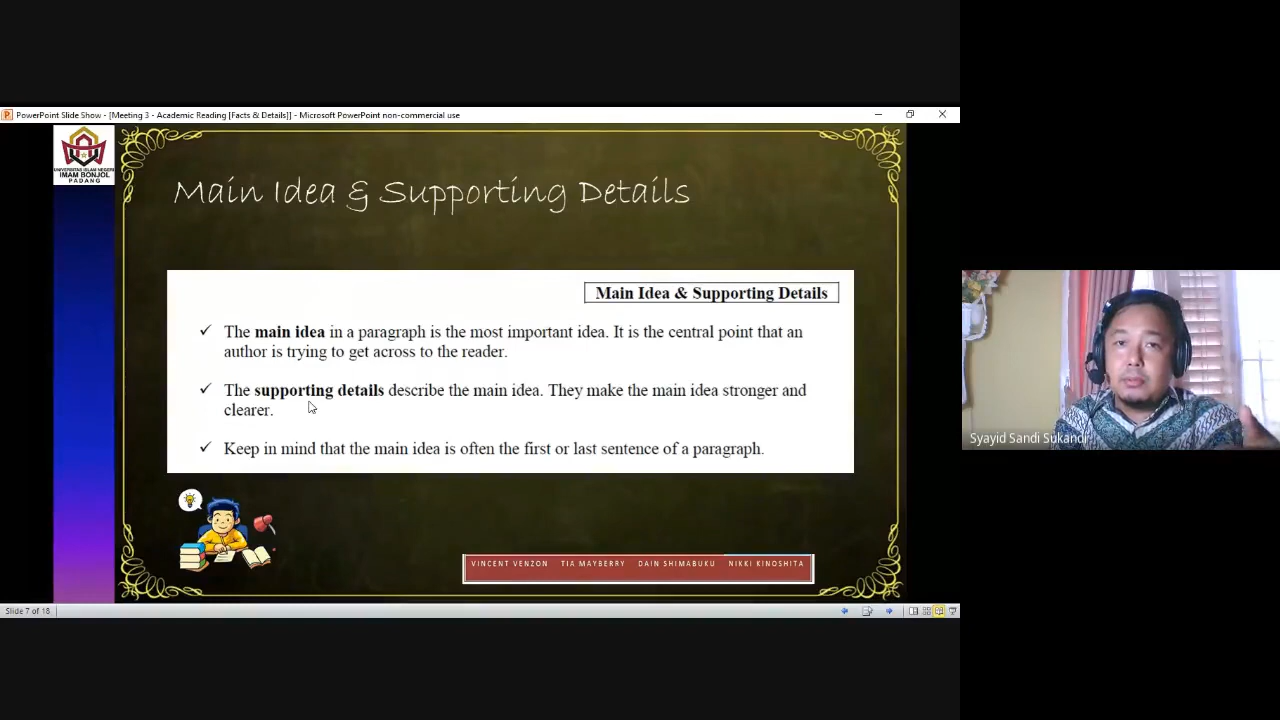 PowerPoint Slide Show - [Meeting 3 - Academic Reading [Facts & Details]] - Microsoft PowerPoint non-commercial use
UNIVERSITAS ISLAM NEGERI
IMAM BONJOL
PADANG
Main Idea & Supporting Details
Main Idea & Supporting Details
✓ The main idea in a paragraph is the most important idea. It is the central point that an
author is trying to get across to the reader.
✓ The supporting details describe the main idea. They make the main idea stronger and
clearer.
✓ Keep in mind that the main idea is often the first or last sentence of a paragraph.
VINCENT VENZON TIA MAYBERRY DAIN SHIMABUKU NIKKI KINOSHITA
Slide 7 of 18
Syayid Sandi Sukandi